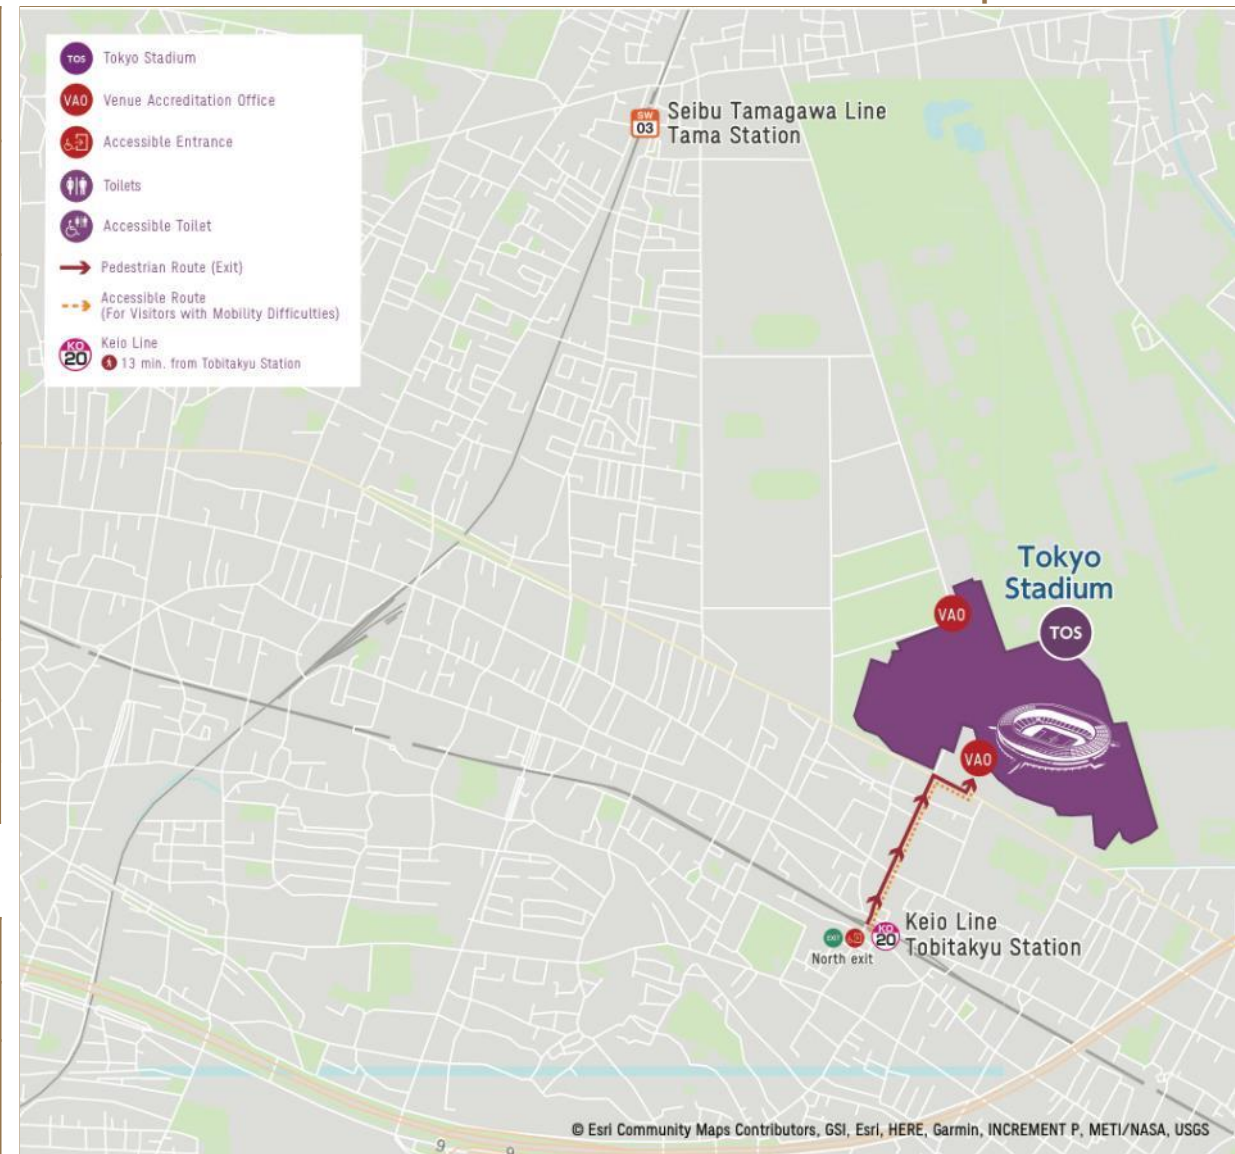 TOS Tokyo Stadium
VAO Venue Accreditation Office
Accessible Entrance
Toilets
Accessible Toilet
Pedestrian Route (Exit)
Accessible Route
(For Visitors with Mobility Difficulties)
KO 20 Keio Line
13 min. from Tobitakyu Station
SW 03
Seibu Tamagawa Line
Tama Station
Tokyo
Stadium
VAO
TOS
VAO
EXIT
North exit
KO 20
Keio Line
Tobitakyu Station
9
9
© Esri Community Maps Contributors, GSI, Esri, HERE, Garmin, INCREMENT P, METI/NASA, USGS